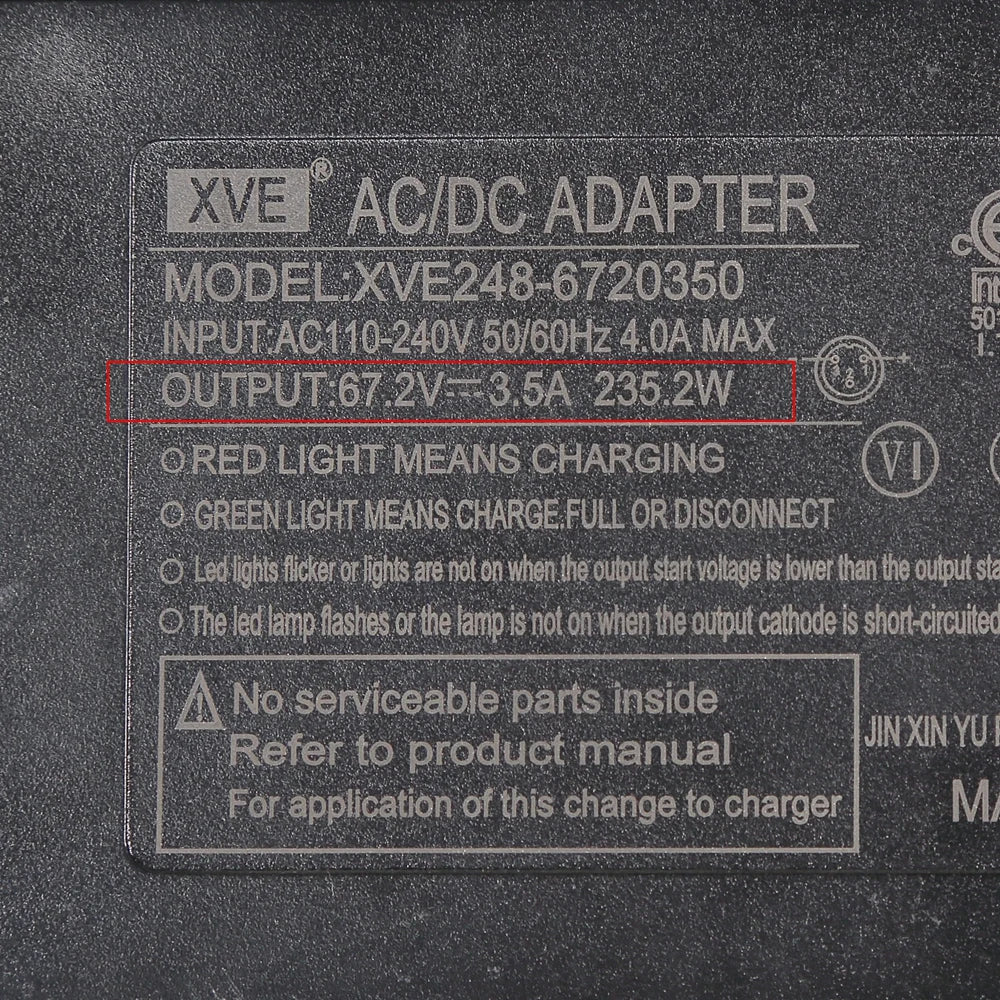 XVE® AC/DC ADAPTER
MODEL:XVE248-6720350
INPUT:AC110-240V 50/60Hz 4.0A MAX
OUTPUT:67.2V⎓3.5A 235.2W
VI
RED LIGHT MEANS CHARGING
GREEN LIGHT MEANS CHARGE.FULL OR DISCONNECT
Led lights flicker or lights are not on when the output start voltage is lower than the output
The led lamp flashes or the lamp is not on when the output cathode is short-circuited
No serviceable parts inside
Refer to product manual
For application of this change to charger
JIN XIN YU